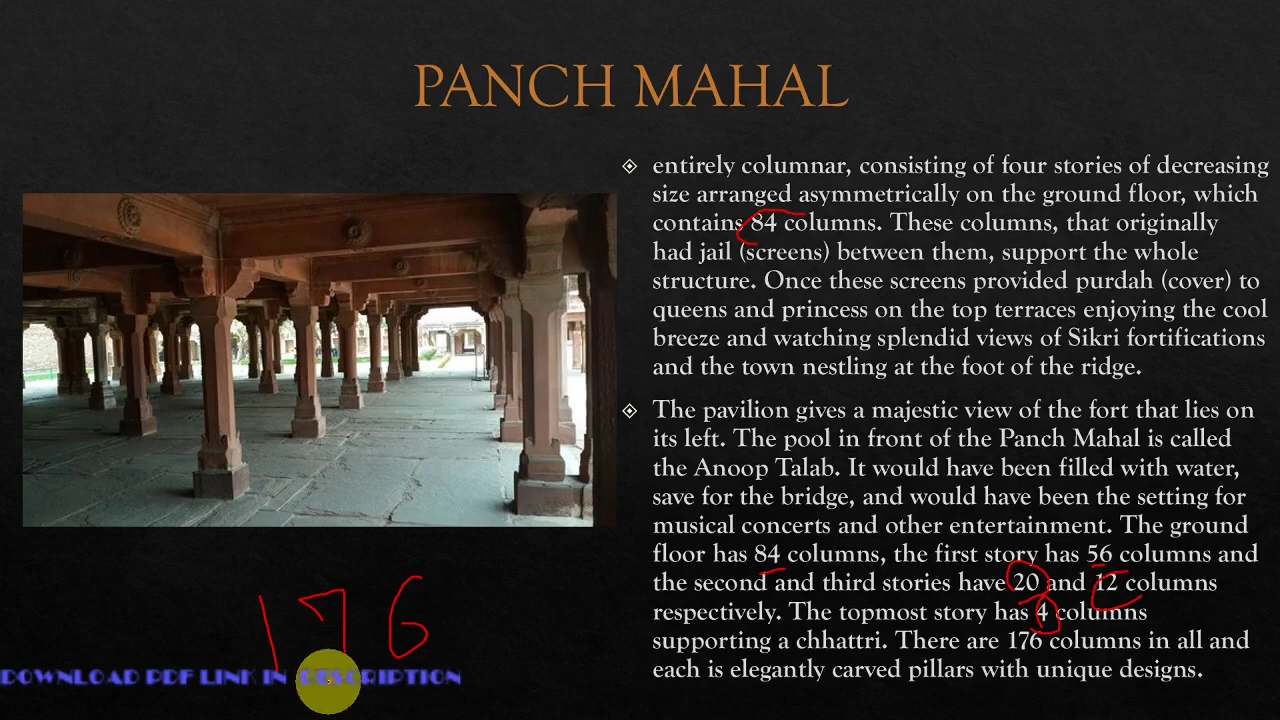 PANCH MAHAL
entirely columnar, consisting of four stories of decreasing
size arranged asymmetrically on the ground floor, which
contains 84 columns. These columns, that originally
had jail (screens) between them, support the whole
structure. Once these screens provided purdah (cover) to
queens and princess on the top terraces enjoying the cool
breeze and watching splendid views of Sikri fortifications
and the town nestling at the foot of the ridge.
The pavilion gives a majestic view of the fort that lies on
its left. The pool in front of the Panch Mahal is called
the Anoop Talab. It would have been filled with water,
save for the bridge, and would have been the setting for
musical concerts and other entertainment. The ground
floor has 84 columns, the first story has 56 columns and
the second and third stories have 20 and 12 columns
respectively. The topmost story has 4 columns
supporting a chhattri. There are 176 columns in all and
each is elegantly carved pillars with unique designs.
176
DOWNLOAD PDF LINK IN DESCRIPTION